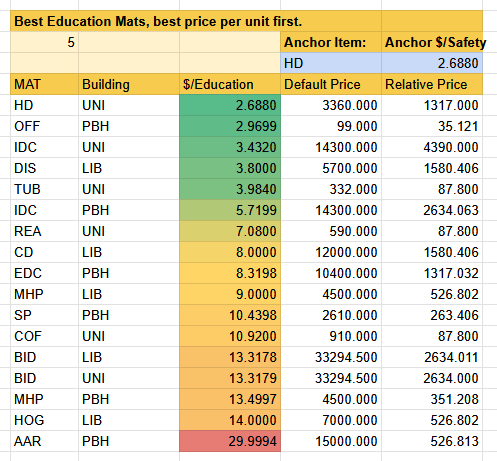 Best Education Mats, best price per unit first.
5 Anchor Item: Anchor $/Safety
HD 2.6880
MAT Building $/Education Default Price Relative Price
HD UNI 2.6880 3360.000 1317.000
OFF PBH 2.9699 99.000 35.121
IDC UNI 3.4320 14300.000 4390.000
DIS LIB 3.8000 5700.000 1580.406
TUB UNI 3.9840 332.000 87.800
IDC PBH 5.7199 14300.000 2634.063
REA UNI 7.0800 590.000 87.800
CD LIB 8.0000 12000.000 1580.406
EDC PBH 8.3198 10400.000 1317.032
MHP LIB 9.0000 4500.000 526.802
SP PBH 10.4398 2610.000 263.406
COF UNI 10.9200 910.000 87.800
BID LIB 13.3178 33294.500 2634.011
BID UNI 13.3179 33294.500 2634.000
MHP PBH 13.4997 4500.000 351.208
HOG LIB 14.0000 7000.000 526.802
AAR PBH 29.9994 15000.000 526.813